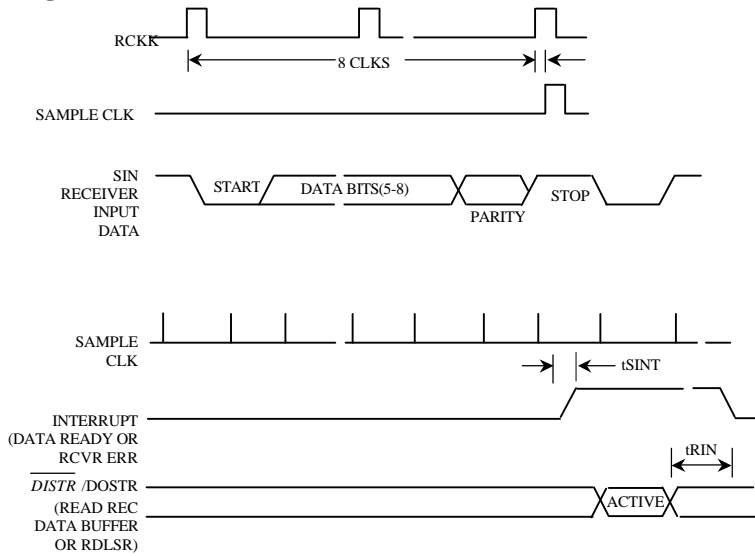 RCKK
8 CLKS
SAMPLE CLK
SIN
RECEIVER
INPUT
DATA
START
DATA BITS(5-8)
PARITY
STOP
SAMPLE
CLK
tSINT
INTERRUPT
(DATA READY OR
RCVR ERR
tRIN
DISTR /DOSTR
(READ REC
DATA BUFFER
OR RDLSR)
ACTIVE